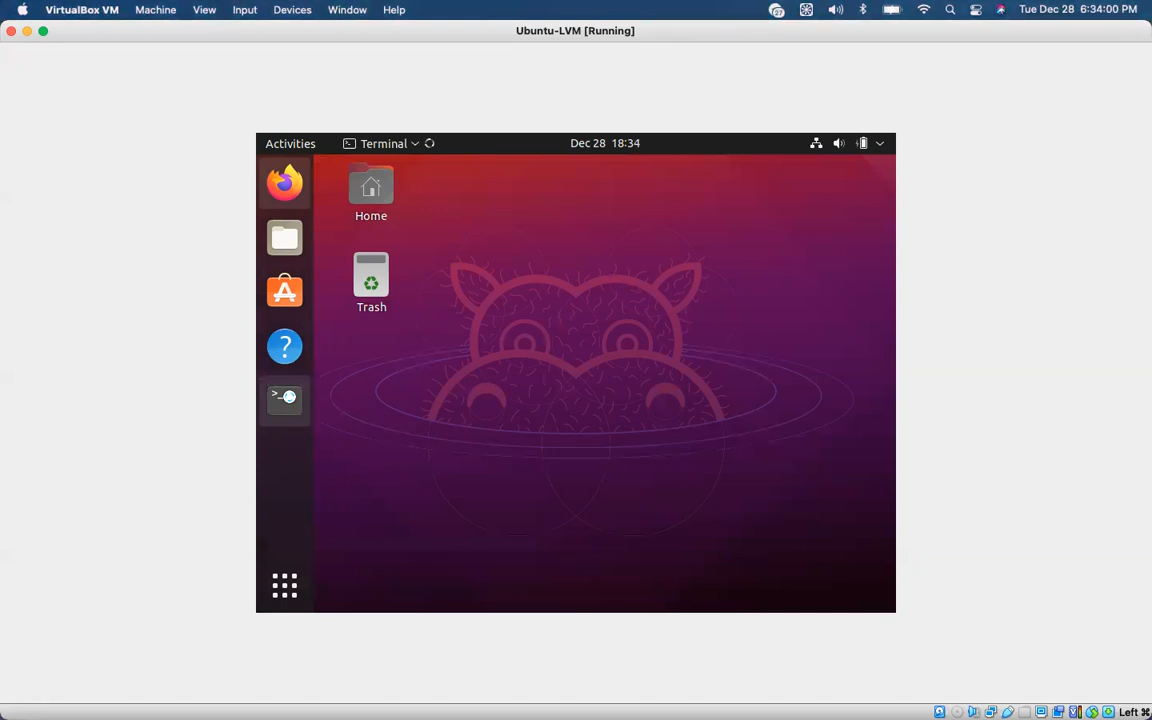 VirtualBox VM Machine View Input Devices Window Help 27 Tue Dec 28 6:34:00 PM
Ubuntu-LVM [Running]
Activities Terminal Dec 28 18:34
Home
Trash
Left ⌘